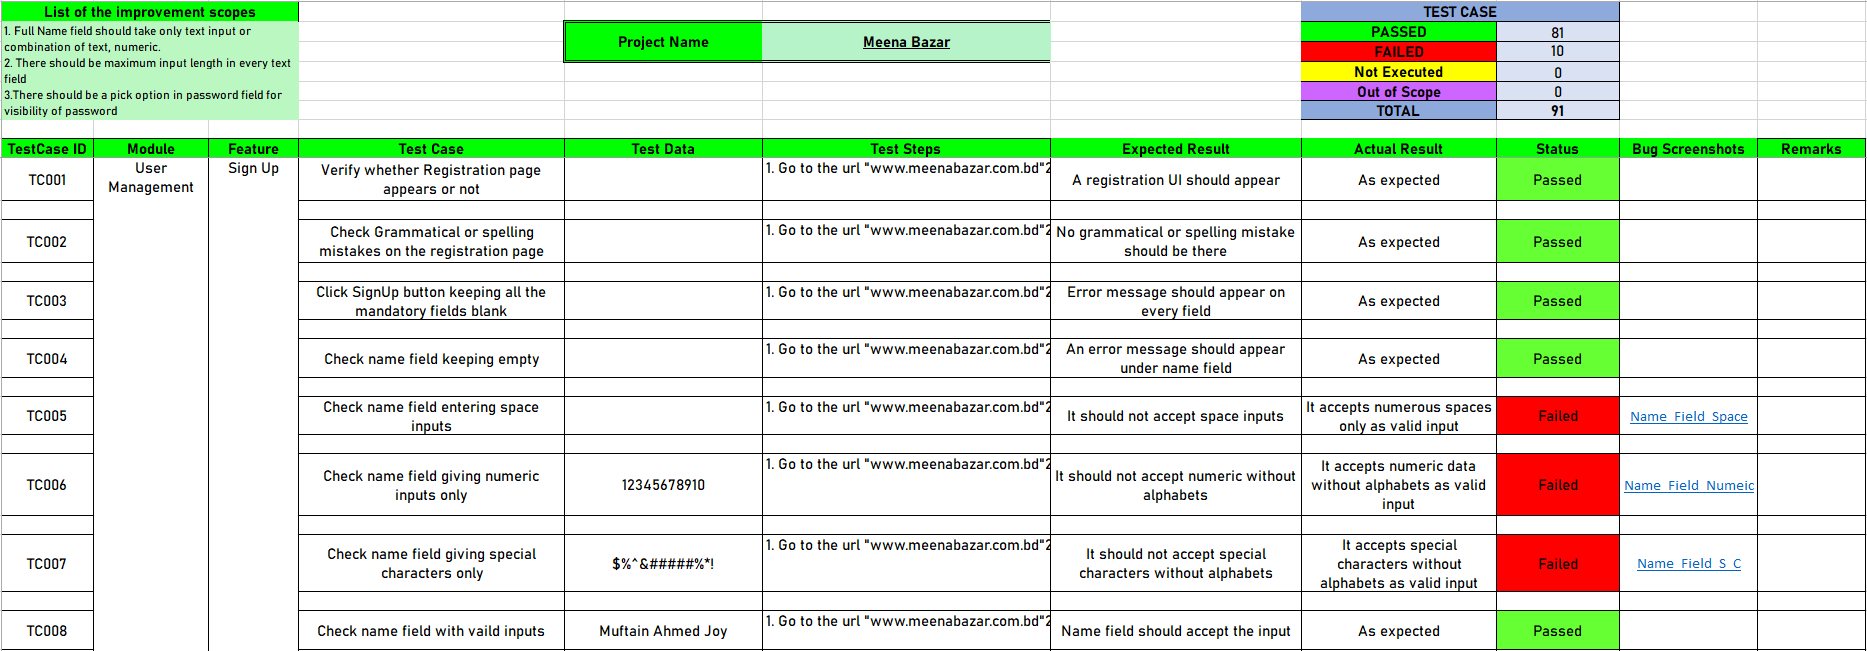 List of the improvement scopes
1. Full Name field should take only text input or
combination of text, numeric.
2. There should be maximum input length in every text
field
3.There should be a pick option in password field for
visibility of password
Project Name Meena Bazar
TEST CASE
PASSED 81
FAILED 10
Not Executed 0
Out of Scope 0
TOTAL 91
TestCase ID Module Feature Test Case Test Data Test Steps Expected Result Actual Result Status Bug Screenshots Remarks
TC001
User
Management
Sign Up
Verify whether Registration page
appears or not
1. Go to the url "www.meenabazar.com.bd"2
A registration UI should appear
As expected
Passed
TC002
Check Grammatical or spelling
mistakes on the registration page
1. Go to the url "www.meenabazar.com.bd"2
No grammatical or spelling mistake
should be there
As expected
Passed
TC003
Click SignUp button keeping all the
mandatory fields blank
1. Go to the url "www.meenabazar.com.bd"2
Error message should appear on
every field
As expected
Passed
TC004
Check name field keeping empty
1. Go to the url "www.meenabazar.com.bd"2
An error message should appear
under name field
As expected
Passed
TC005
Check name field entering space
inputs
1. Go to the url "www.meenabazar.com.bd"2
It should not accept space inputs
It accepts numerous spaces
only as valid input
Failed
Name_Field_Space
TC006
Check name field giving numeric
inputs only
12345678910
1. Go to the url "www.meenabazar.com.bd"2
It should not accept numeric without
alphabets
It accepts numeric data
without alphabets as valid
input
Failed
Name_Field_Numeic
TC007
Check name field giving special
characters only
$%^&#####%*!
1. Go to the url "www.meenabazar.com.bd"2
It should not accept special
characters without alphabets
It accepts special
characters without
alphabets as valid input
Failed
Name_Field_S_C
TC008
Check name field with vaild inputs
Muftain Ahmed Joy
1. Go to the url "www.meenabazar.com.bd"2
Name field should accept the input
As expected
Passed